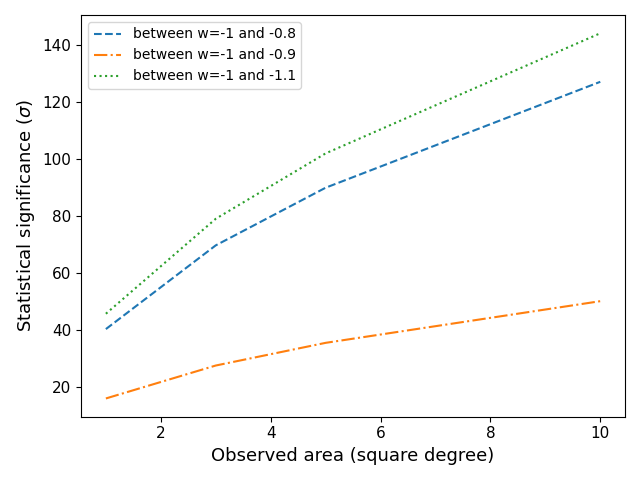 between w=-1 and -0.8
between w=-1 and -0.9
between w=-1 and -1.1
Statistical significance (σ)
140
120
100
80
60
40
20
2 4 6 8 10
Observed area (square degree)